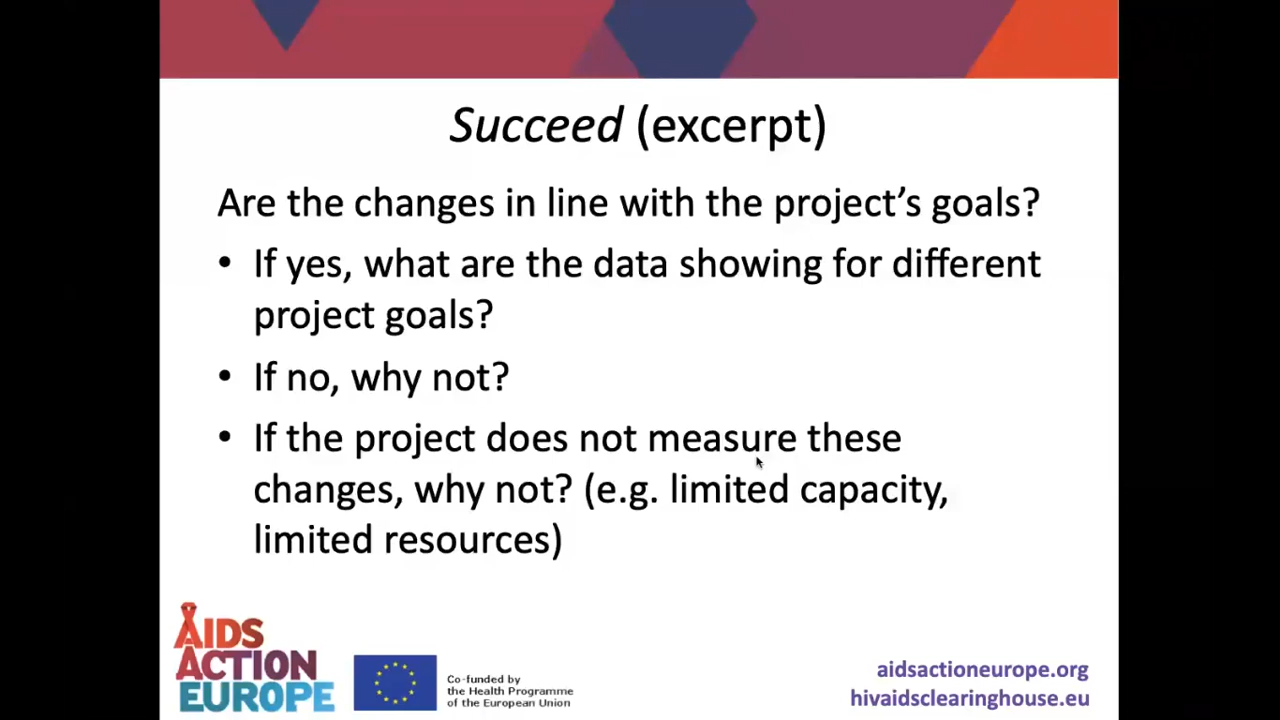 Succeed (excerpt)
Are the changes in line with the project's goals?
• If yes, what are the data showing for different
project goals?
• If no, why not?
• If the project does not measure these
changes, why not? (e.g. limited capacity,
limited resources)
AIDS
ACTION
EUROPE
Co-funded by
the Health Programme
of the European Union
aidsactioneurope.org
hivaidsclearinghouse.eu